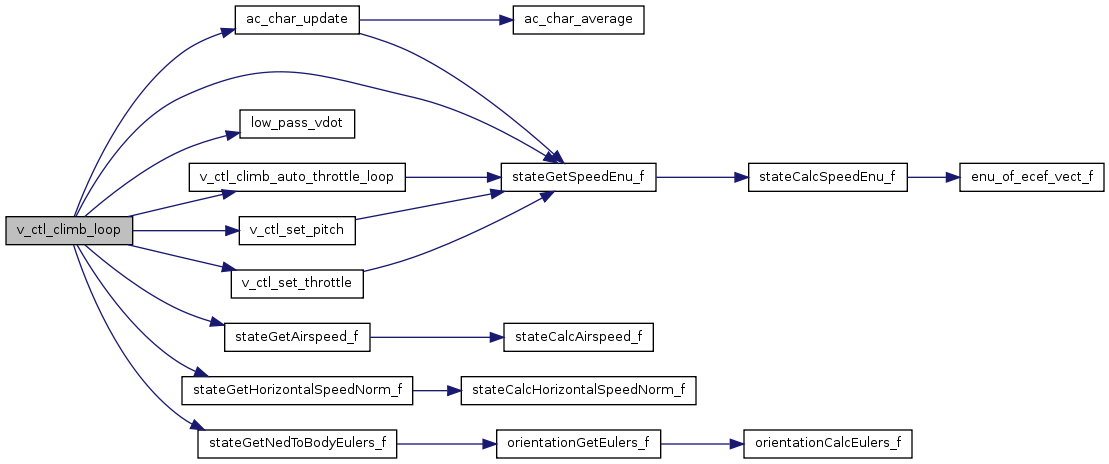 ac_char_update
ac_char_average
low_pass_vdot
v_ctl_climb_auto_throttle_loop
stateGetSpeedEnu_f
stateCalcSpeedEnu_f
enu_of_ecef_vect_f
v_ctl_climb_loop
v_ctl_set_pitch
v_ctl_set_throttle
stateGetAirspeed_f
stateCalcAirspeed_f
stateGetHorizontalSpeedNorm_f
stateCalcHorizontalSpeedNorm_f
stateGetNedToBodyEulers_f
orientationGetEulers_f
orientationCalcEulers_f